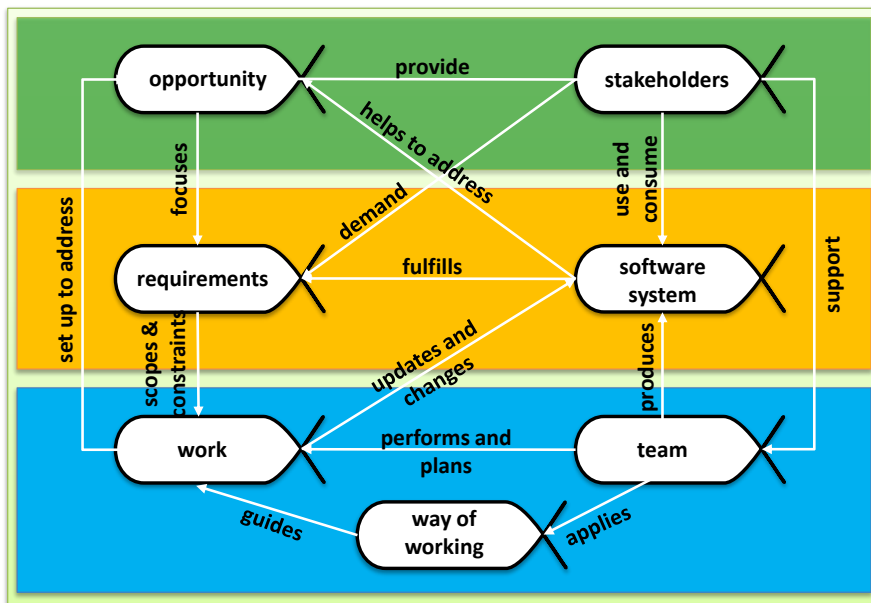 opportunity
provide
stakeholders
helps to address
focuses
use and
consume
demand
set up to address
support
requirements
fulfills
software
system
scopes &
constraints
updates and
changes
produces
work
performs and
plans
team
guides
way of
working
applies